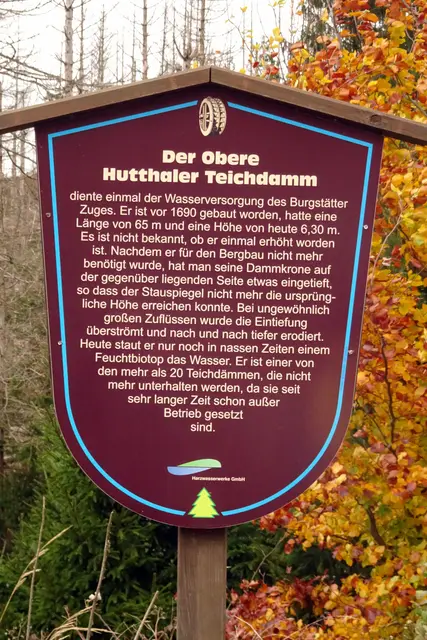 Der Obere
Hutthaler Teichdamm
diente einmal der Wasserversorgung des Burgstätter
Zuges. Er ist vor 1690 gebaut worden, hatte eine
Länge von 65 m und eine Höhe von heute 6,30 m.
Es ist nicht bekannt, ob er einmal erhöht worden
ist. Nachdem er für den Bergbau nicht mehr
benötigt wurde, hat man seine Dammkrone auf
der gegenüber liegenden Seite etwas eingetieft,
so dass der Stauspiegel nicht mehr die ursprüng-
liche Höhe erreichen konnte. Bei ungewöhnlich
großen Zuflüssen wurde die Eintiefung
überströmt und nach und nach tiefer erodiert.
Heute staut er nur noch in nassen Zeiten einem
Feuchtbiotop das Wasser. Er ist einer von
den mehr als 20 Teichdämmen, die nicht
mehr unterhalten werden, da sie seit
sehr langer Zeit schon außer
Betrieb gesetzt
sind.
Harzwasserwerke GmbH